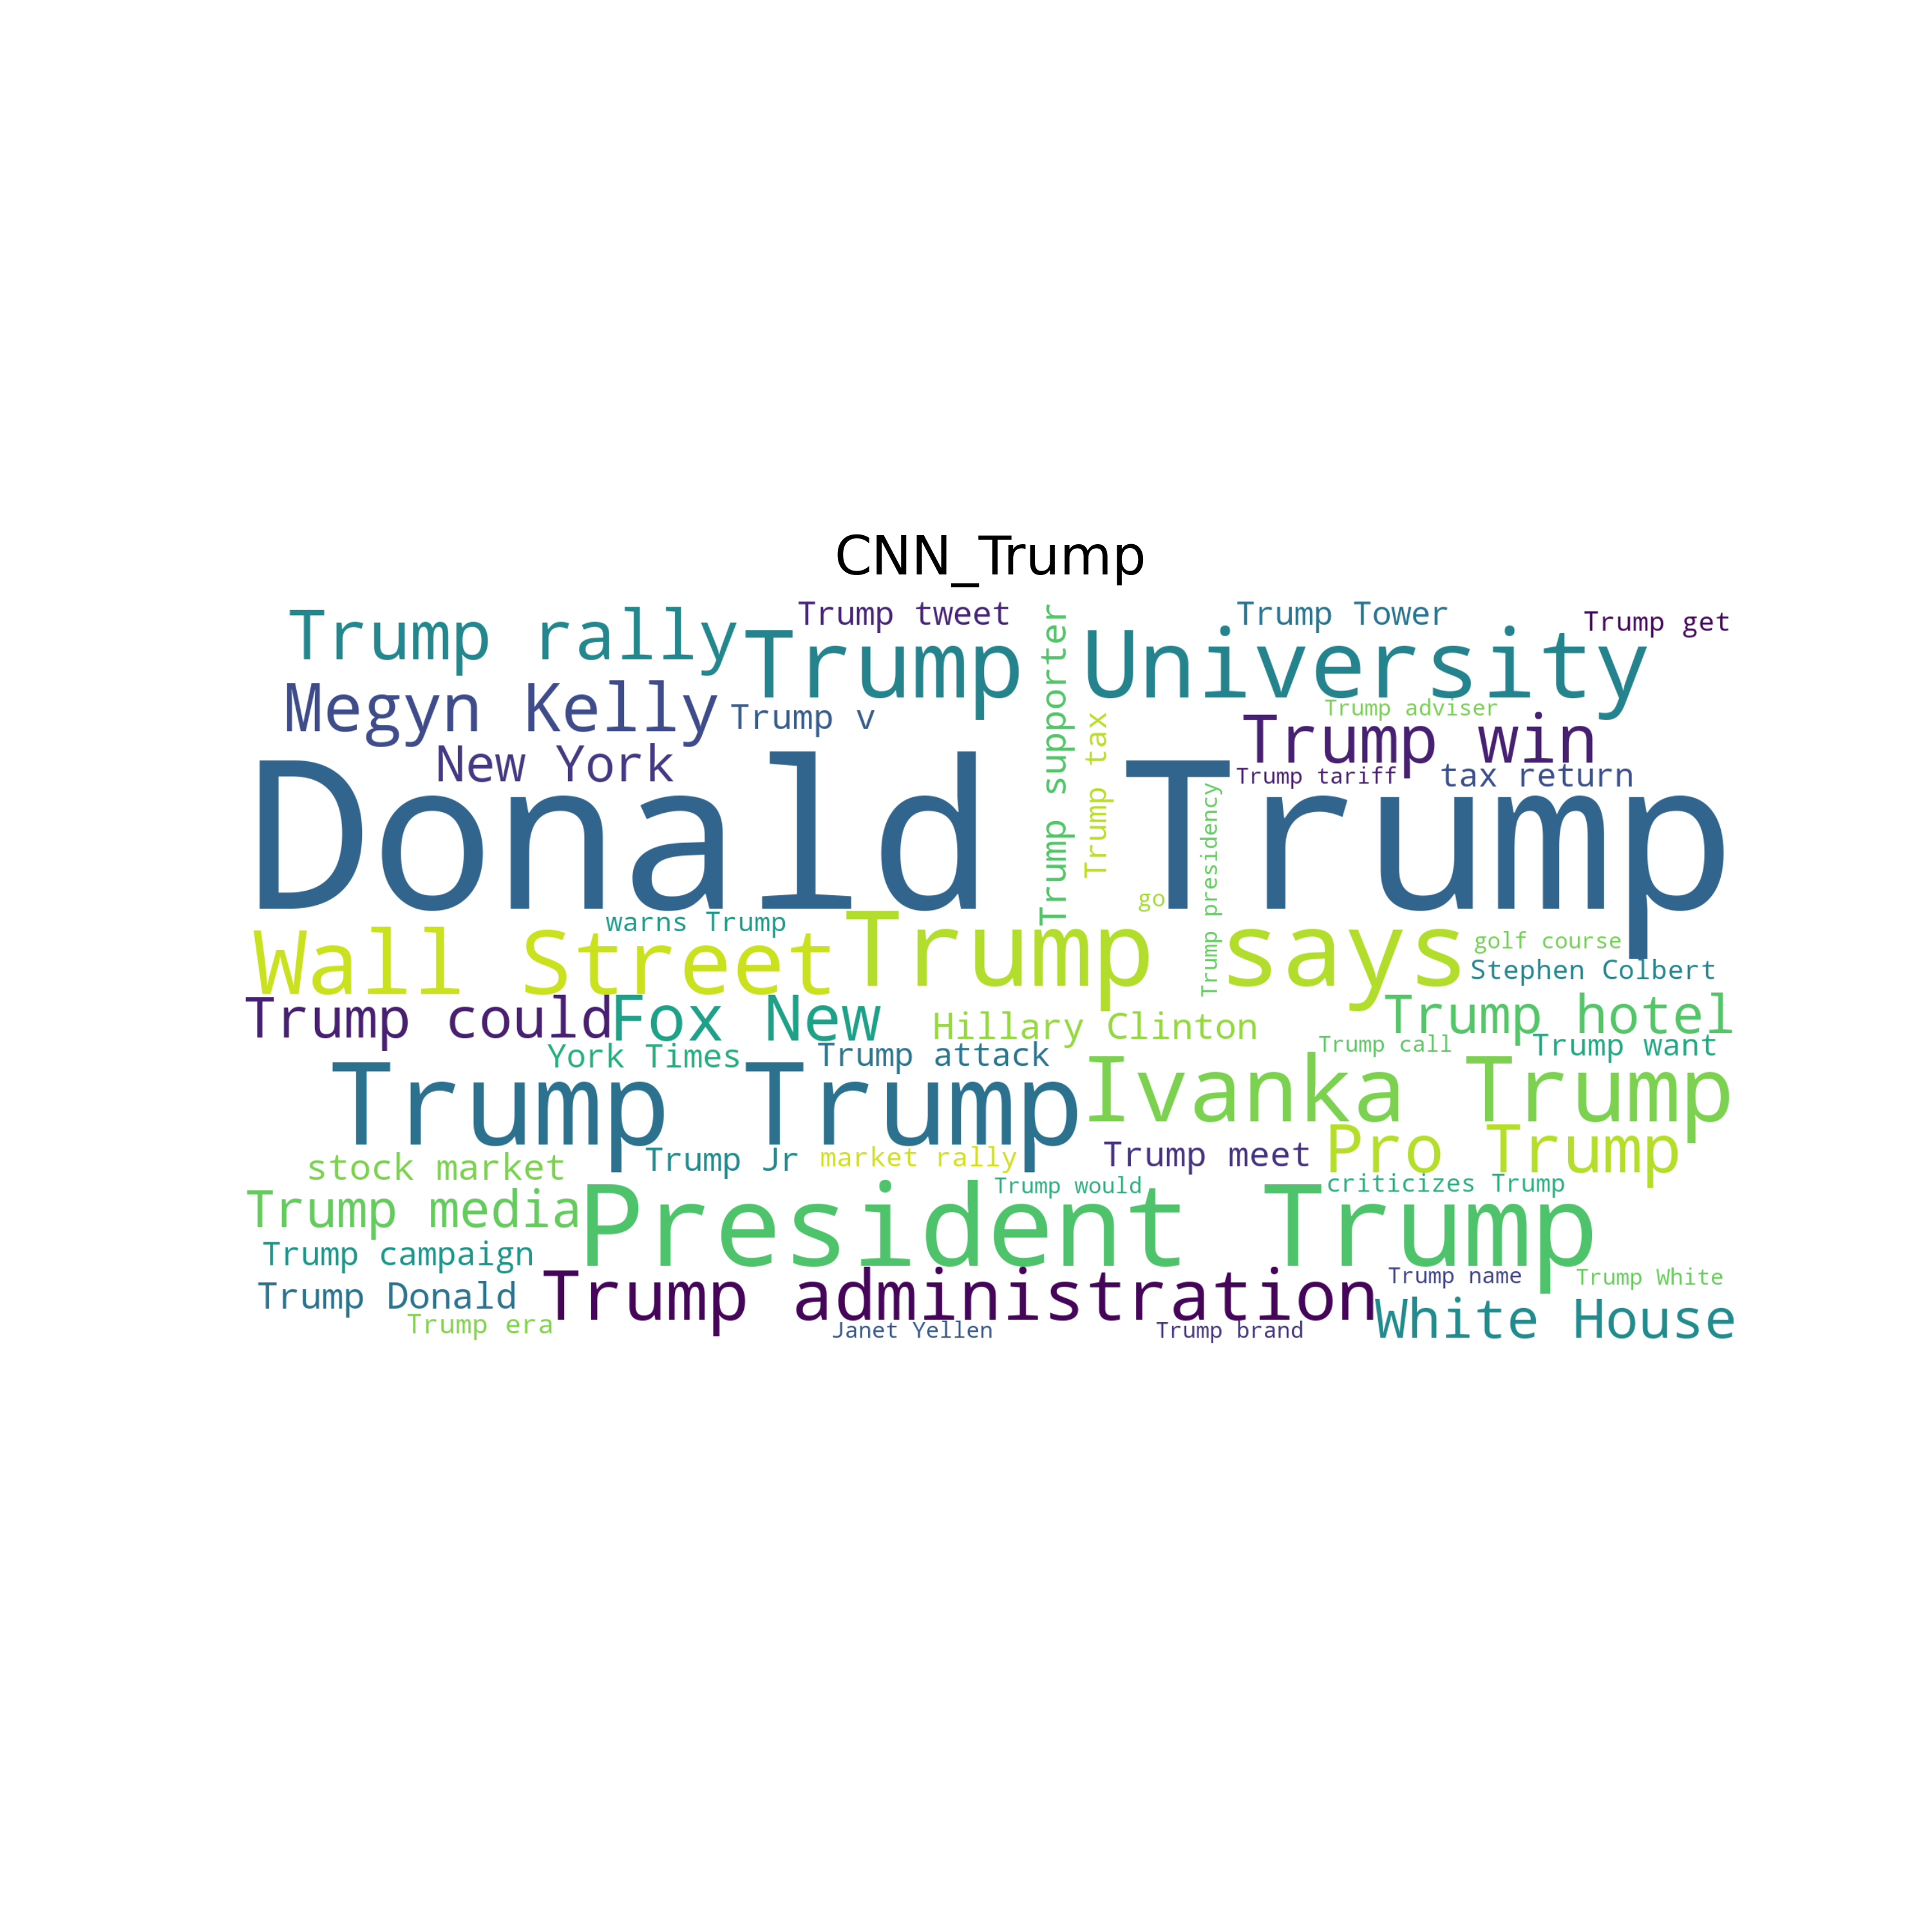 CNN_Trump
Trump rally
Trump tweet
Trump supporter
Trump Tower
Trump get
Trump University
Megyn Kelly
Trump v
Trump tax
Trump adviser
Trump win
New York
Trump tariff
tax return
Donald Trump
Trump presidency
go
warns Trump
Wall Street
Trump says
golf course
Stephen Colbert
Trump could
Fox New
Hillary Clinton
Trump hotel
York Times
Trump attack
Trump call
Trump want
Trump Trump
Ivanka Trump
stock market
Trump Jr
market rally
Trump meet
Pro Trump
Trump media
Trump would
criticizes Trump
President Trump
Trump campaign
Trump Donald
Trump administration
Trump name
Trump White
Trump era
Janet Yellen
Trump brand
White House